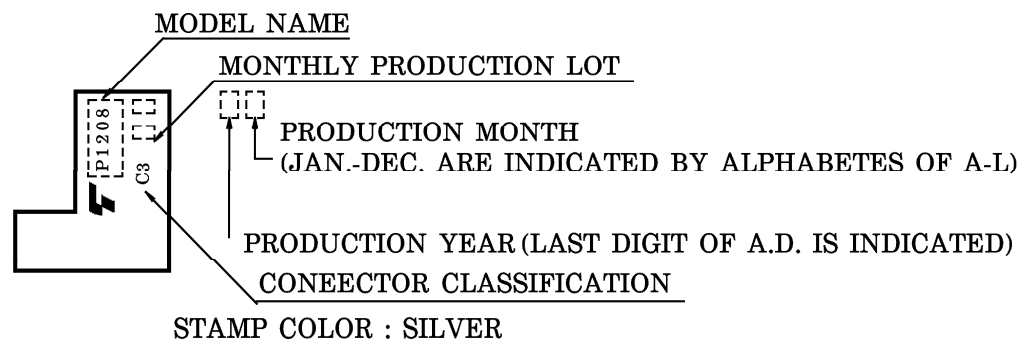 MODEL NAME
MONTHLY PRODUCTION LOT
P1208
C3
PRODUCTION MONTH
(JAN.-DEC. ARE INDICATED BY ALPHABETES OF A-L)
PRODUCTION YEAR(LAST DIGIT OF A.D. IS INDICATED)
CONEECTOR CLASSIFICATION
STAMP COLOR : SILVER